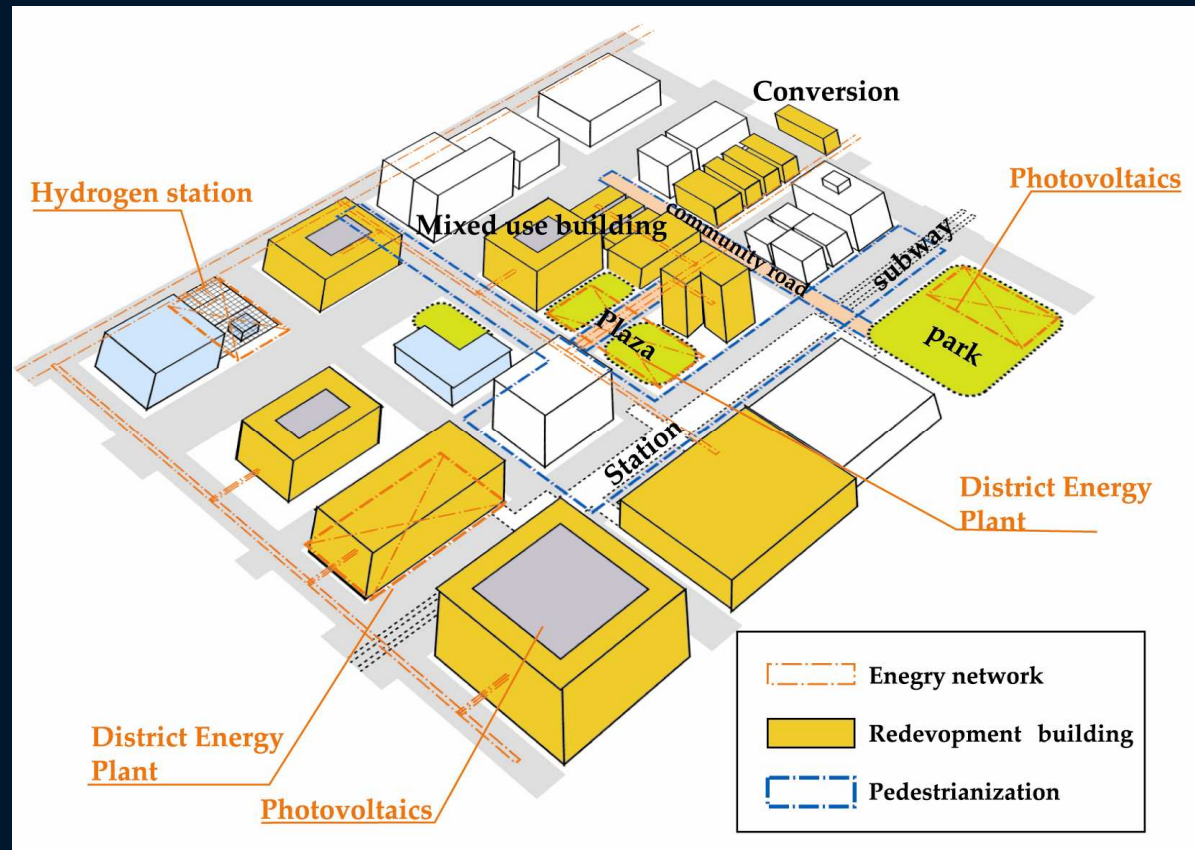 Conversion
Photovoltaics
Hydrogen station
Mixed use building
community road
subway
Plaza
park
Station
District Energy
Plant
District Energy
Plant
Photovoltaics
Enegry network
Redevopment building
Pedestrianization